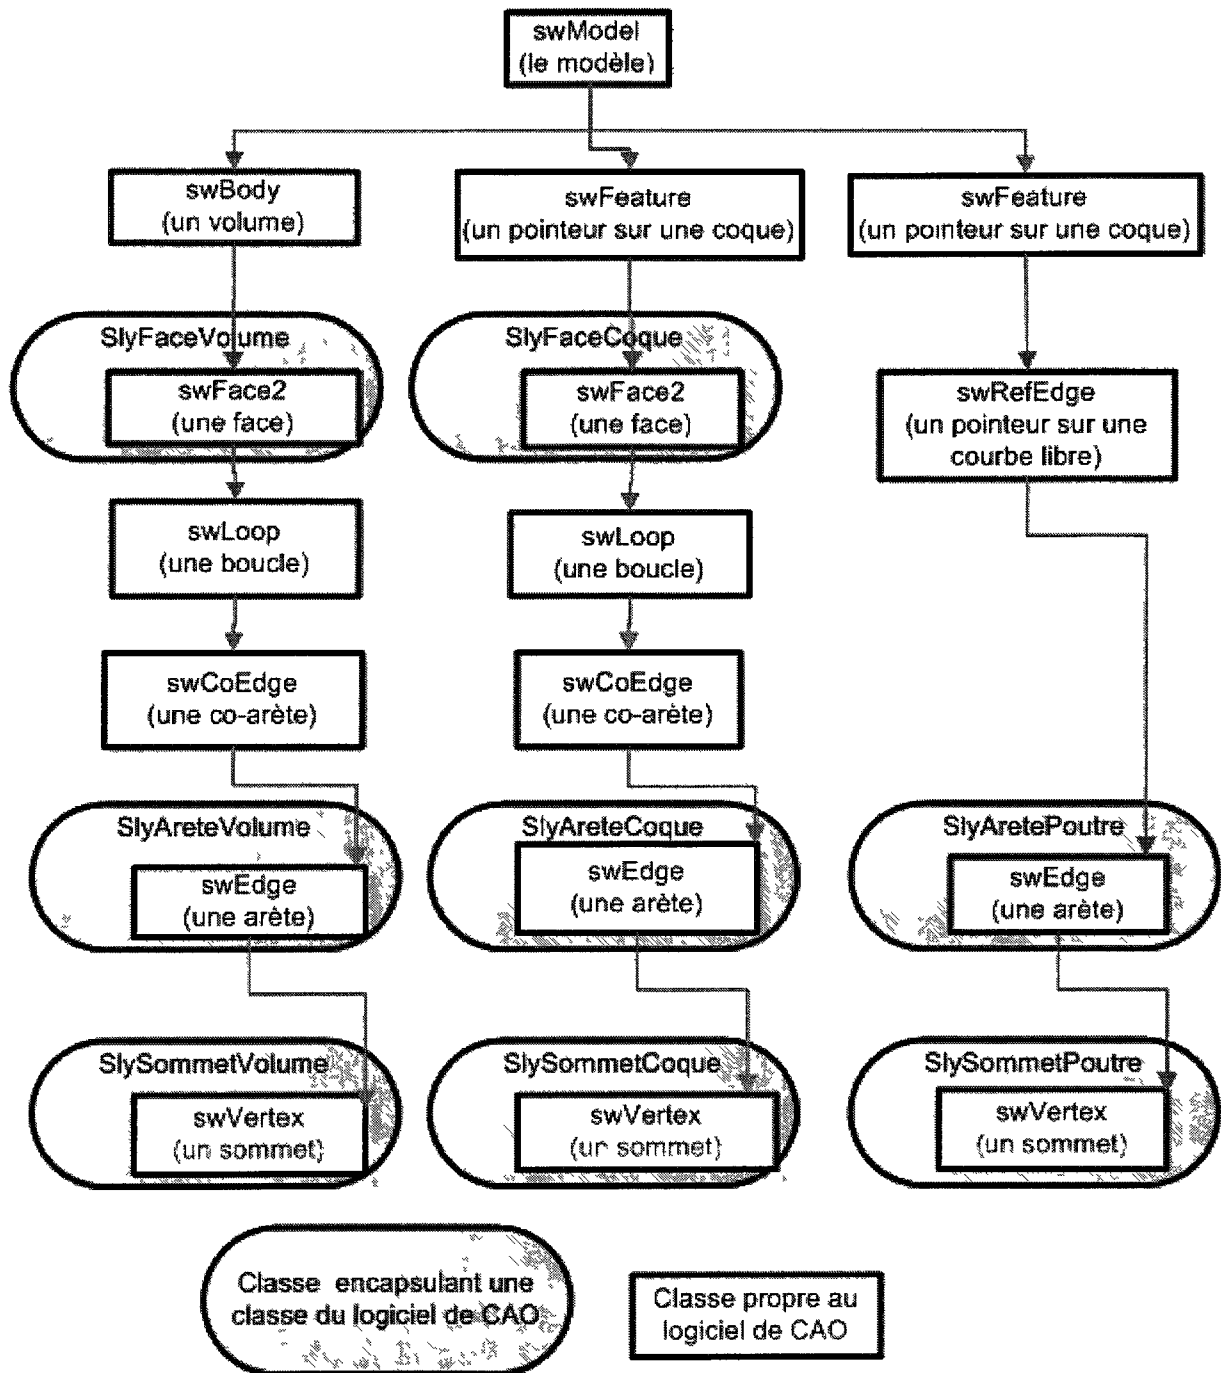 swModel
(le modèle)
swBody
(un volume)
swFeature
(un pointeur sur une coque)
swFeature
(un pointeur sur une coque)
SlyFaceVolume
swFace2
(une face)
SlyFaceCoque
swFace2
(une face)
swRefEdge
(un pointeur sur une
courbe libre)
swLoop
(une boucle)
swLoop
(une boucle)
swCoEdge
(une co-arète)
swCoEdge
(une co-arète)
SlyAreteVolume
swEdge
(une arète)
SlyAreteCoque
swEdge
(une arète)
SlyAretePoutre
swEdge
(une arète)
SlySommetVolume
swVertex
(un sommet)
SlySommetCoque
swVertex
(un sommet)
SlySommetPoutre
swVertex
(un sommet)
Classe encapsulant une
classe du logiciel de CAO
Classe propre au
logiciel de CAO